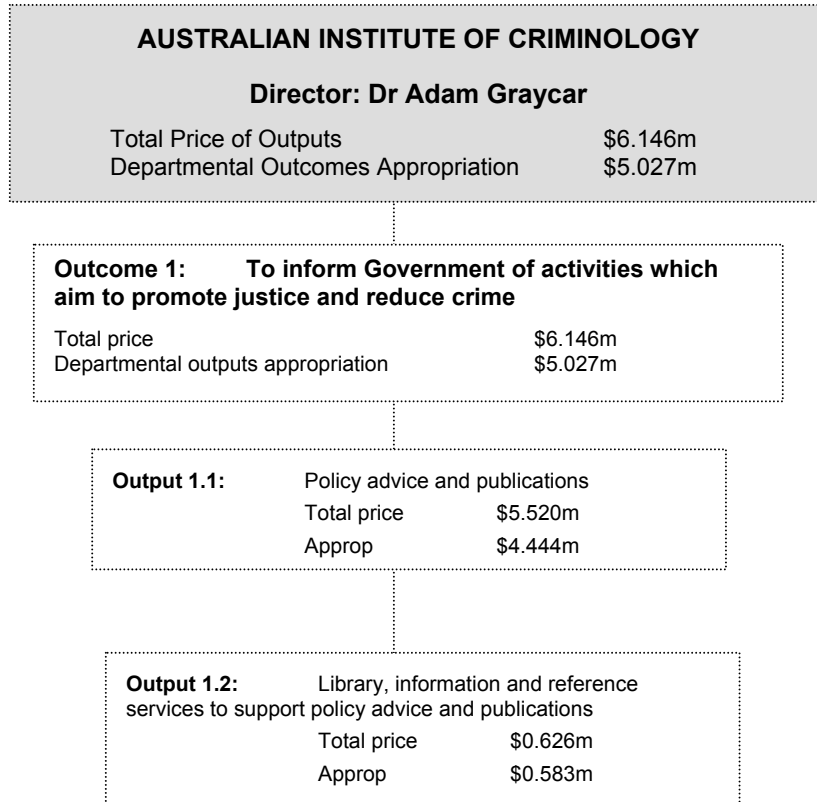 AUSTRALIAN INSTITUTE OF CRIMINOLOGY
Director: Dr Adam Graycar
Total Price of Outputs $6.146m
Departmental Outcomes Appropriation $5.027m
Outcome 1: To inform Government of activities which
aim to promote justice and reduce crime
Total price $6.146m
Departmental outputs appropriation $5.027m
Output 1.1: Policy advice and publications
Total price $5.520m
Approp $4.444m
Output 1.2: Library, information and reference
services to support policy advice and publications
Total price $0.626m
Approp $0.583m